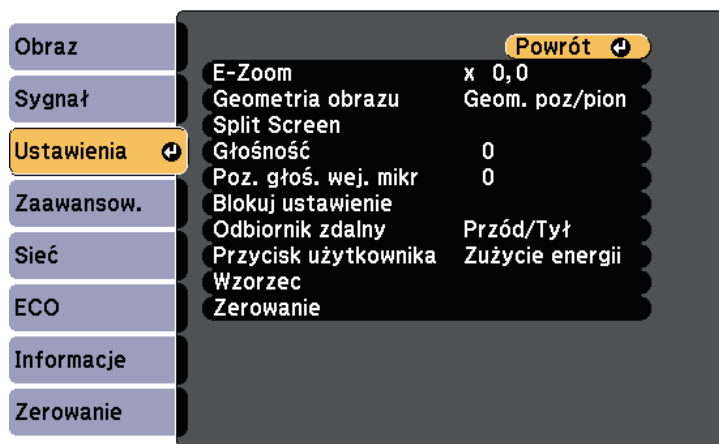 Obraz
Sygnał
Ustawienia
Zaawansow.
Sieć
ECO
Informacje
Zerowanie
Powrót
E-Zoom x 0,0
Geometria obrazu Geom. poz/pion
Split Screen
Głośność 0
Poz. głoś. wej. mikr 0
Blokuj ustawienie
Odbiornik zdalny Przód/Tył
Przycisk użytkownika Zużycie energii
Wzorzec
Zerowanie